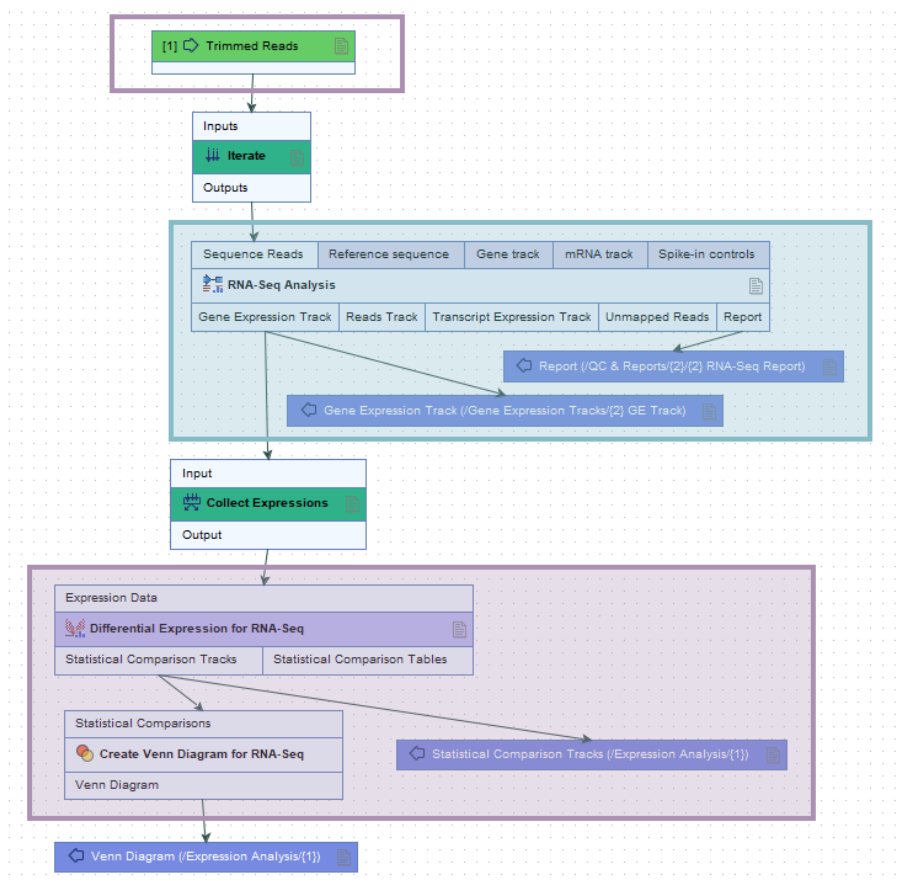 [1] Trimmed Reads
Inputs
Iterate
Outputs
Sequence Reads Reference sequence Gene track mRNA track Spike-in controls
RNA-Seq Analysis
Gene Expression Track Reads Track Transcript Expression Track Unmapped Reads Report
Report (/QC & Reports/{2}/{2} RNA-Seq Report)
Gene Expression Track (/Gene Expression Tracks/{2} GE Track)
Input
Collect Expressions
Output
Expression Data
Differential Expression for RNA-Seq
Statistical Comparison Tracks Statistical Comparison Tables
Statistical Comparisons
Create Venn Diagram for RNA-Seq
Statistical Comparison Tracks (/Expression Analysis/{1})
Venn Diagram
Venn Diagram (/Expression Analysis/{1})